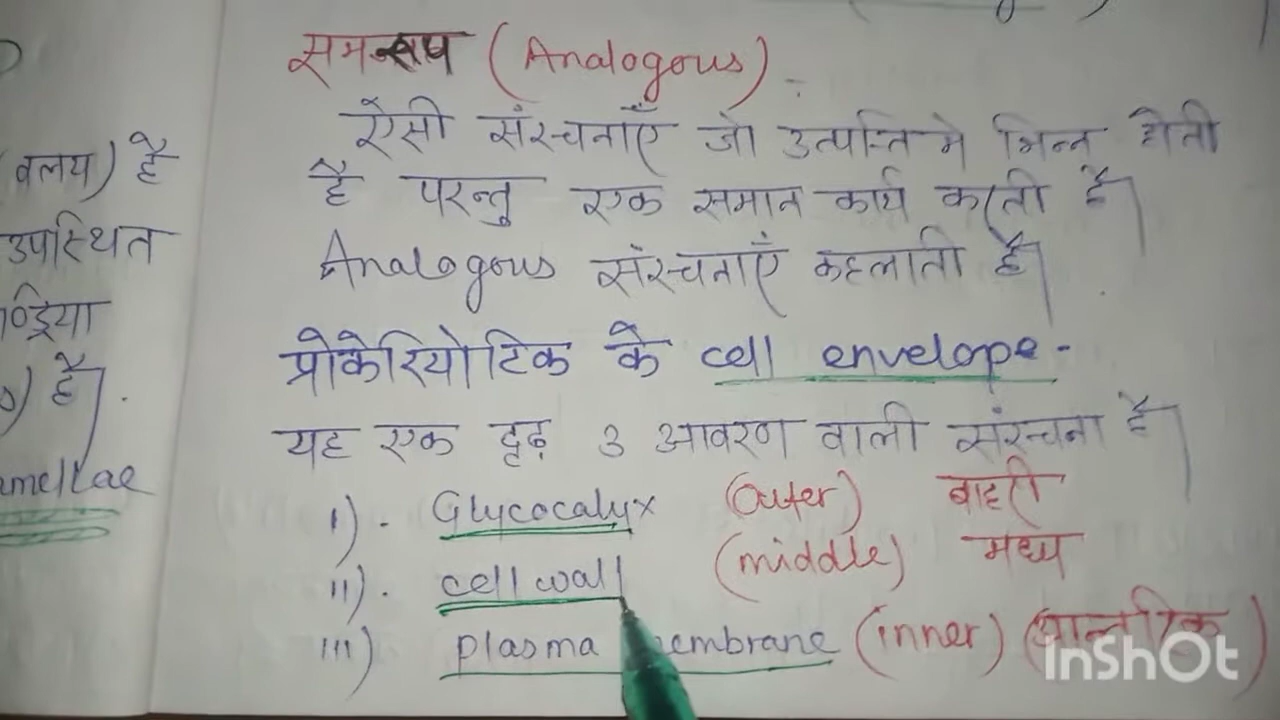 समरूप (Analogous) -
ऐसी संरचनाएँ जो उत्पत्ति मे भिन्न होती
है परन्तु एक समान कार्य करती है।
Analogous संरचनाएं कहलाती है।
प्रोकेरियोटिक के cell envelope -
यह एक दृढ़ 3 आवरण वाली संरचना है।
i). Glycocalyx (outer) बाहरी
ii). cell wall (middle) मध्य
iii) plasma membrane (inner) (आन्तरिक)
वलय) है
उपस्थित
है।
InShOt